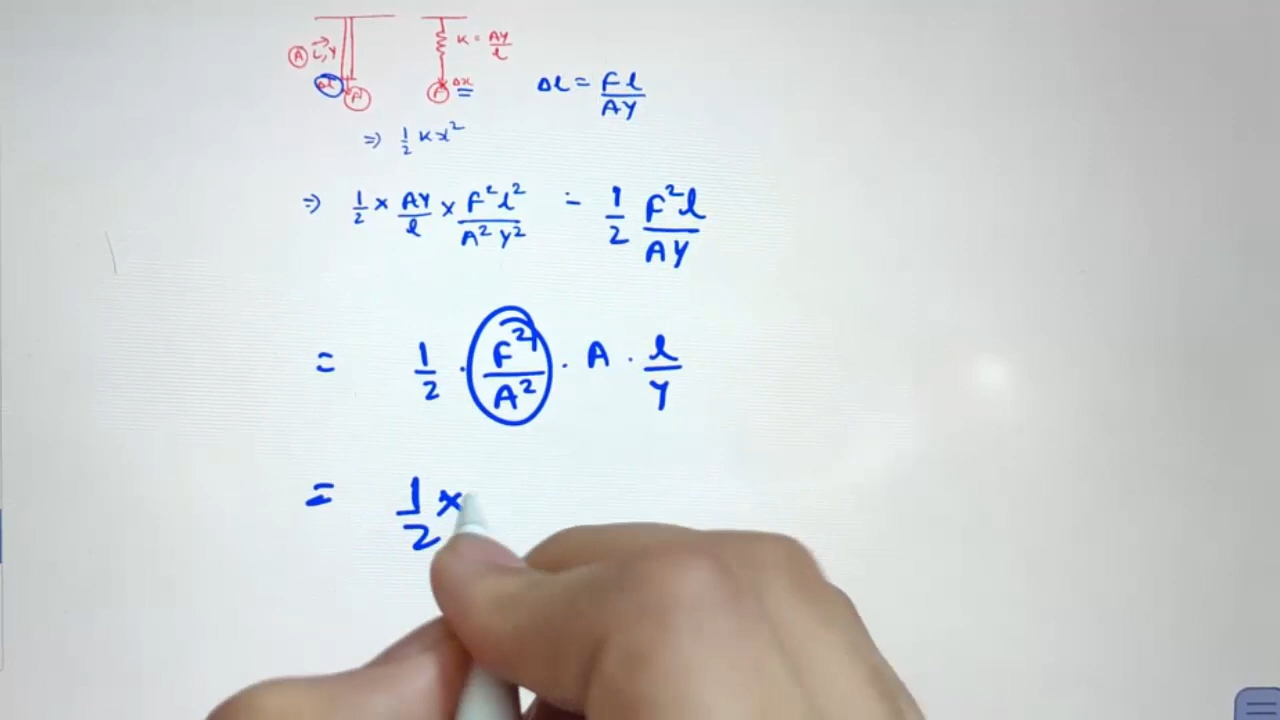 A L, Y Δl F
K = AY/l
F Δx
Δl = Fl/AY
⇒ 1/2 Kx²
⇒ 1/2 × AY/l × F²l²/A²Y² = 1/2 F²l/AY
= 1/2 · F²/A² · A · l/Y
= 1/2 ×